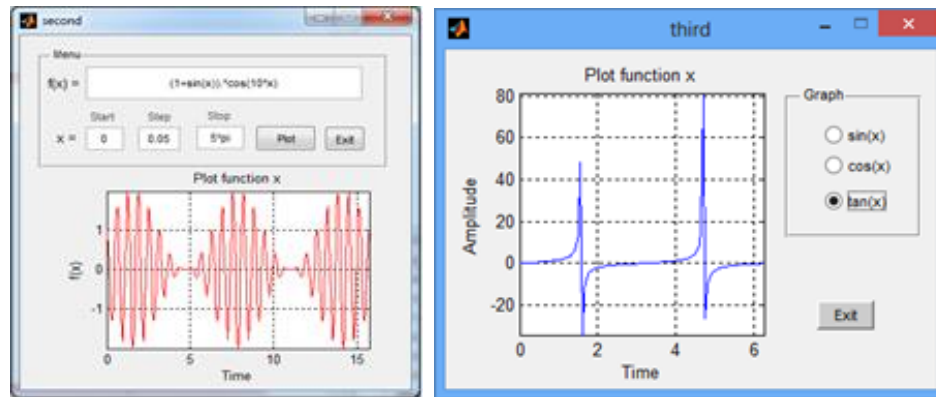 second
Menu
f(x) = (1+sin(x)).*cos(10*x)
Start Step Stop
x = 0 0.05 5*pi Plot Exit
Plot function x
1
0
-1
f(x)
0 5 10 15
Time
third
Plot function x
80
60
40
20
0
-20
Amplitude
0 2 4 6
Time
Graph
sin(x)
cos(x)
tan(x)
Exit